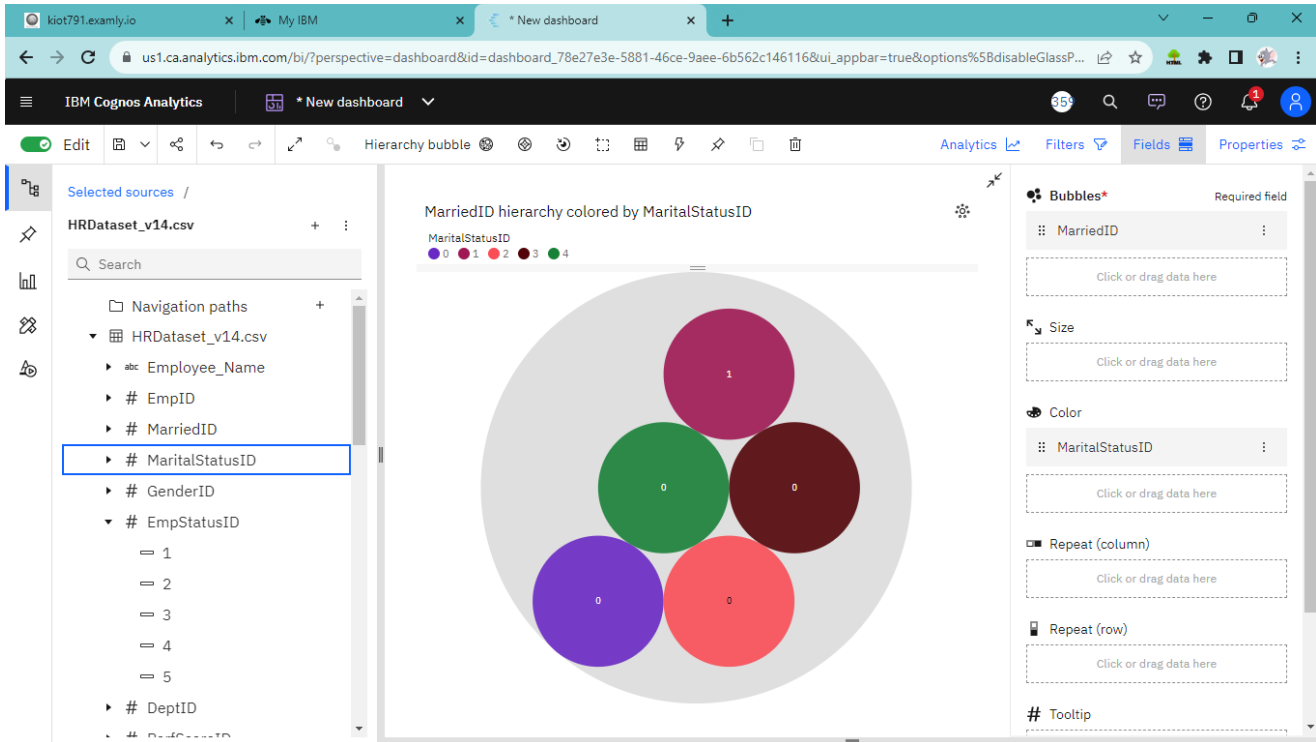 kiot791.examly.io
My IBM
* New dashboard
us1.ca.analytics.ibm.com/bi/?perspective=dashboard&id=dashboard_78e27e3e-5881-46ce-9aee-6b562c146116&ui_appbar=true&options%5BdisableGlassP...
HTML
IBM Cognos Analytics
* New dashboard
359
1
Edit
Hierarchy bubble
Analytics
Filters
Fields
Properties
Selected sources /
HRDataset_v14.csv
Search
Navigation paths
HRDataset_v14.csv
abc Employee_Name
# EmpID
# MarriedID
# MaritalStatusID
# GenderID
# EmpStatusID
1
2
3
4
5
# DeptID
# PerfScoreID
MarriedID hierarchy colored by MaritalStatusID
MaritalStatusID
0 1 2 3 4
1
0 0
0 0
Bubbles* Required field
MarriedID
Click or drag data here
Size
Click or drag data here
Color
MaritalStatusID
Click or drag data here
Repeat (column)
Click or drag data here
Repeat (row)
Click or drag data here
# Tooltip